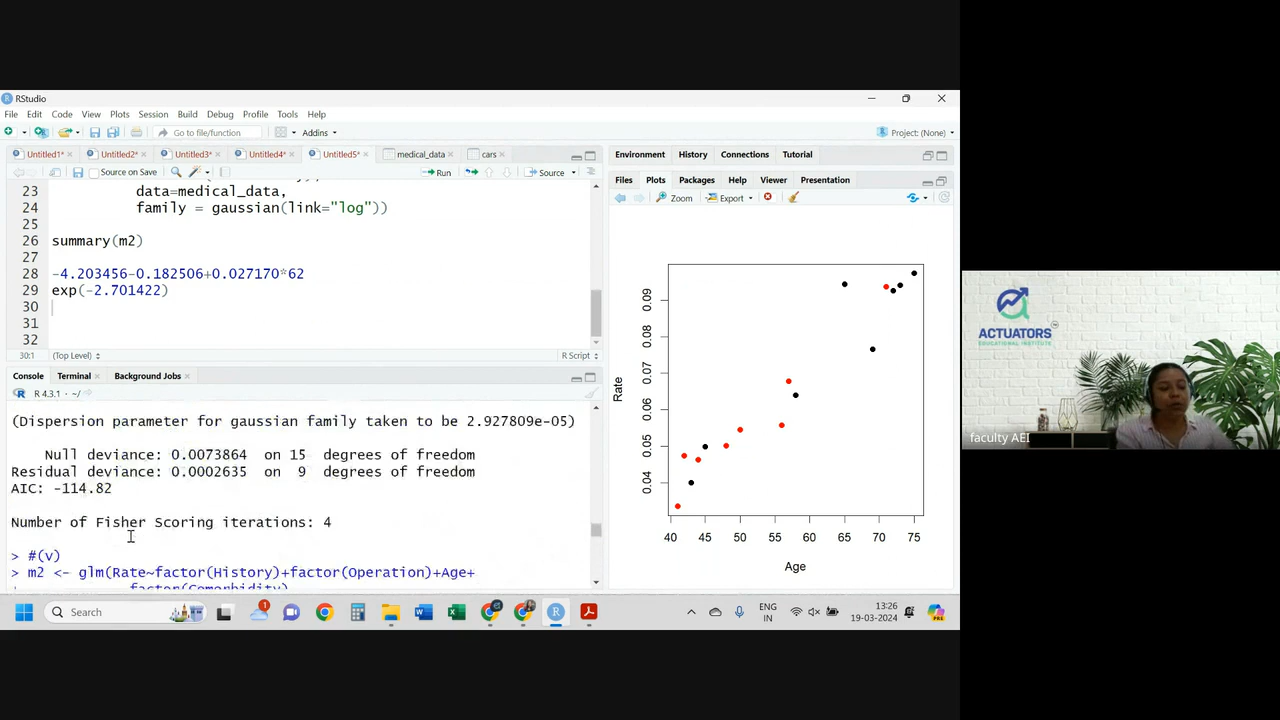 RStudio
File Edit Code View Plots Session Build Debug Profile Tools Help
Go to file/function Addins Project: (None)
Untitled1* Untitled2* Untitled3* Untitled4* Untitled5* medical_data cars
Source on Save Run Source
23 data=medical_data,
24 family = gaussian(link="log"))
25
26 summary(m2)
27
28 -4.203456-0.182506+0.027170*62
29 exp(-2.701422)
30
31
32
30:1 (Top Level) R Script
Console Terminal Background Jobs
R 4.3.1 · ~/
(Dispersion parameter for gaussian family taken to be 2.927809e-05)
Null deviance: 0.0073864 on 15 degrees of freedom
Residual deviance: 0.0002635 on 9 degrees of freedom
AIC: -114.82
Number of Fisher Scoring iterations: 4
> #(v)
> m2 <- glm(Rate~factor(History)+factor(Operation)+Age+
Environment History Connections Tutorial
Files Plots Packages Help Viewer Presentation
Zoom Export
Rate
0.04 0.05 0.06 0.07 0.08 0.09
40 45 50 55 60 65 70 75
Age
Search
1
ENG
IN
13:26
19-03-2024
ACTUATORS
EDUCATIONAL INSTITUTE
faculty AEI